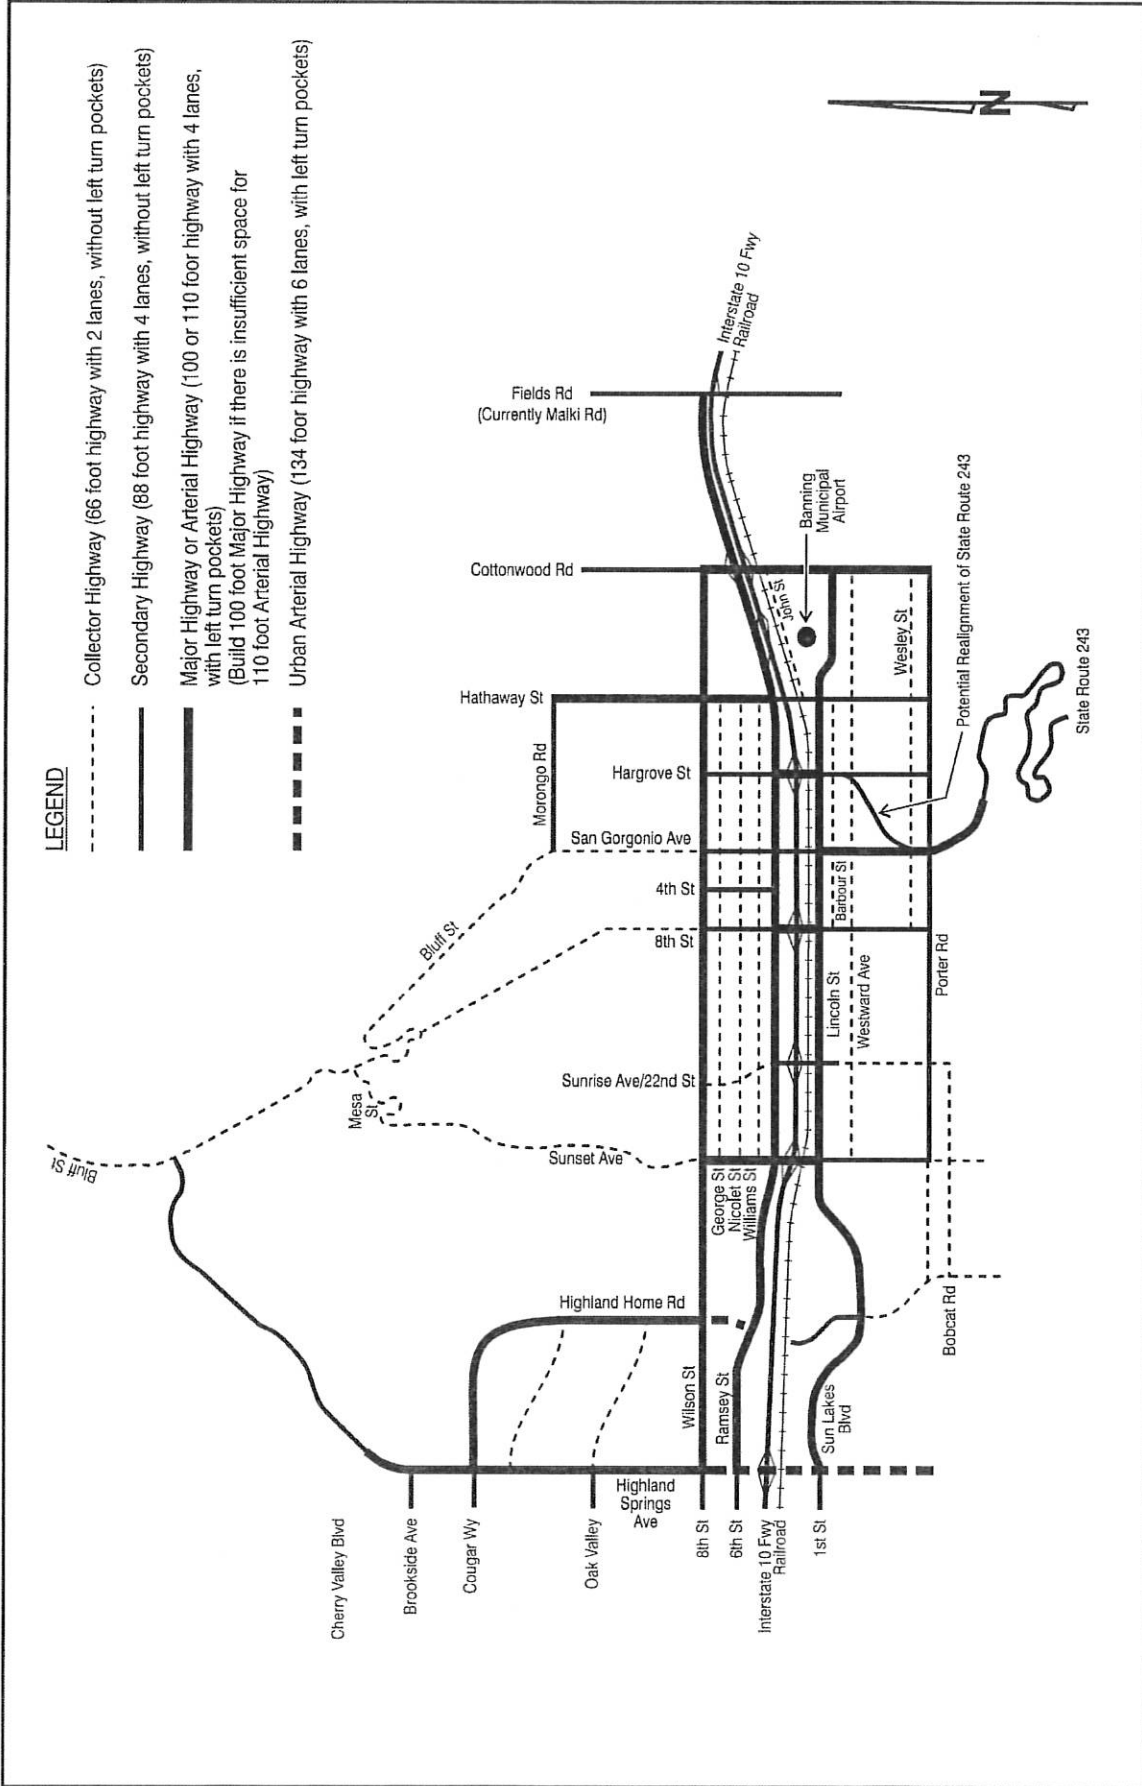 LEGEND
Collector Highway (66 foot highway with 2 lanes, without left turn pockets)
Secondary Highway (88 foot highway with 4 lanes, without left turn pockets)
Major Highway or Arterial Highway (100 or 110 foor highway with 4 lanes,
with left turn pockets)
(Build 100 foot Major Highway if there is insufficient space for
110 foot Arterial Highway)
Urban Arterial Highway (134 foor highway with 6 lanes, with left turn pockets)
N
Cherry Valley Blvd
Brookside Ave
Cougar Wy
Oak Valley
Highland
Springs
Ave
8th St
6th St
Interstate 10 Fwy
Railroad
1st St
Bluff St
Mesa
St
Bluff St
Highland Home Rd
Wilson St
Ramsey St
Sun Lakes
Blvd
Bobcat Rd
Sunset Ave
George St
Nicolet St
Williams St
Sunrise Ave/22nd St
8th St
4th St
San Gorgonio Ave
Morongo Rd
Hargrove St
Hathaway St
Cottonwood Rd
Fields Rd
(Currently Malki Rd)
Interstate 10 Fwy
Railroad
John St
Banning
Municipal
Airport
Lincoln St
Westward Ave
Barbour St
Wesley St
Porter Rd
Potential Realignment of State Route 243
State Route 243